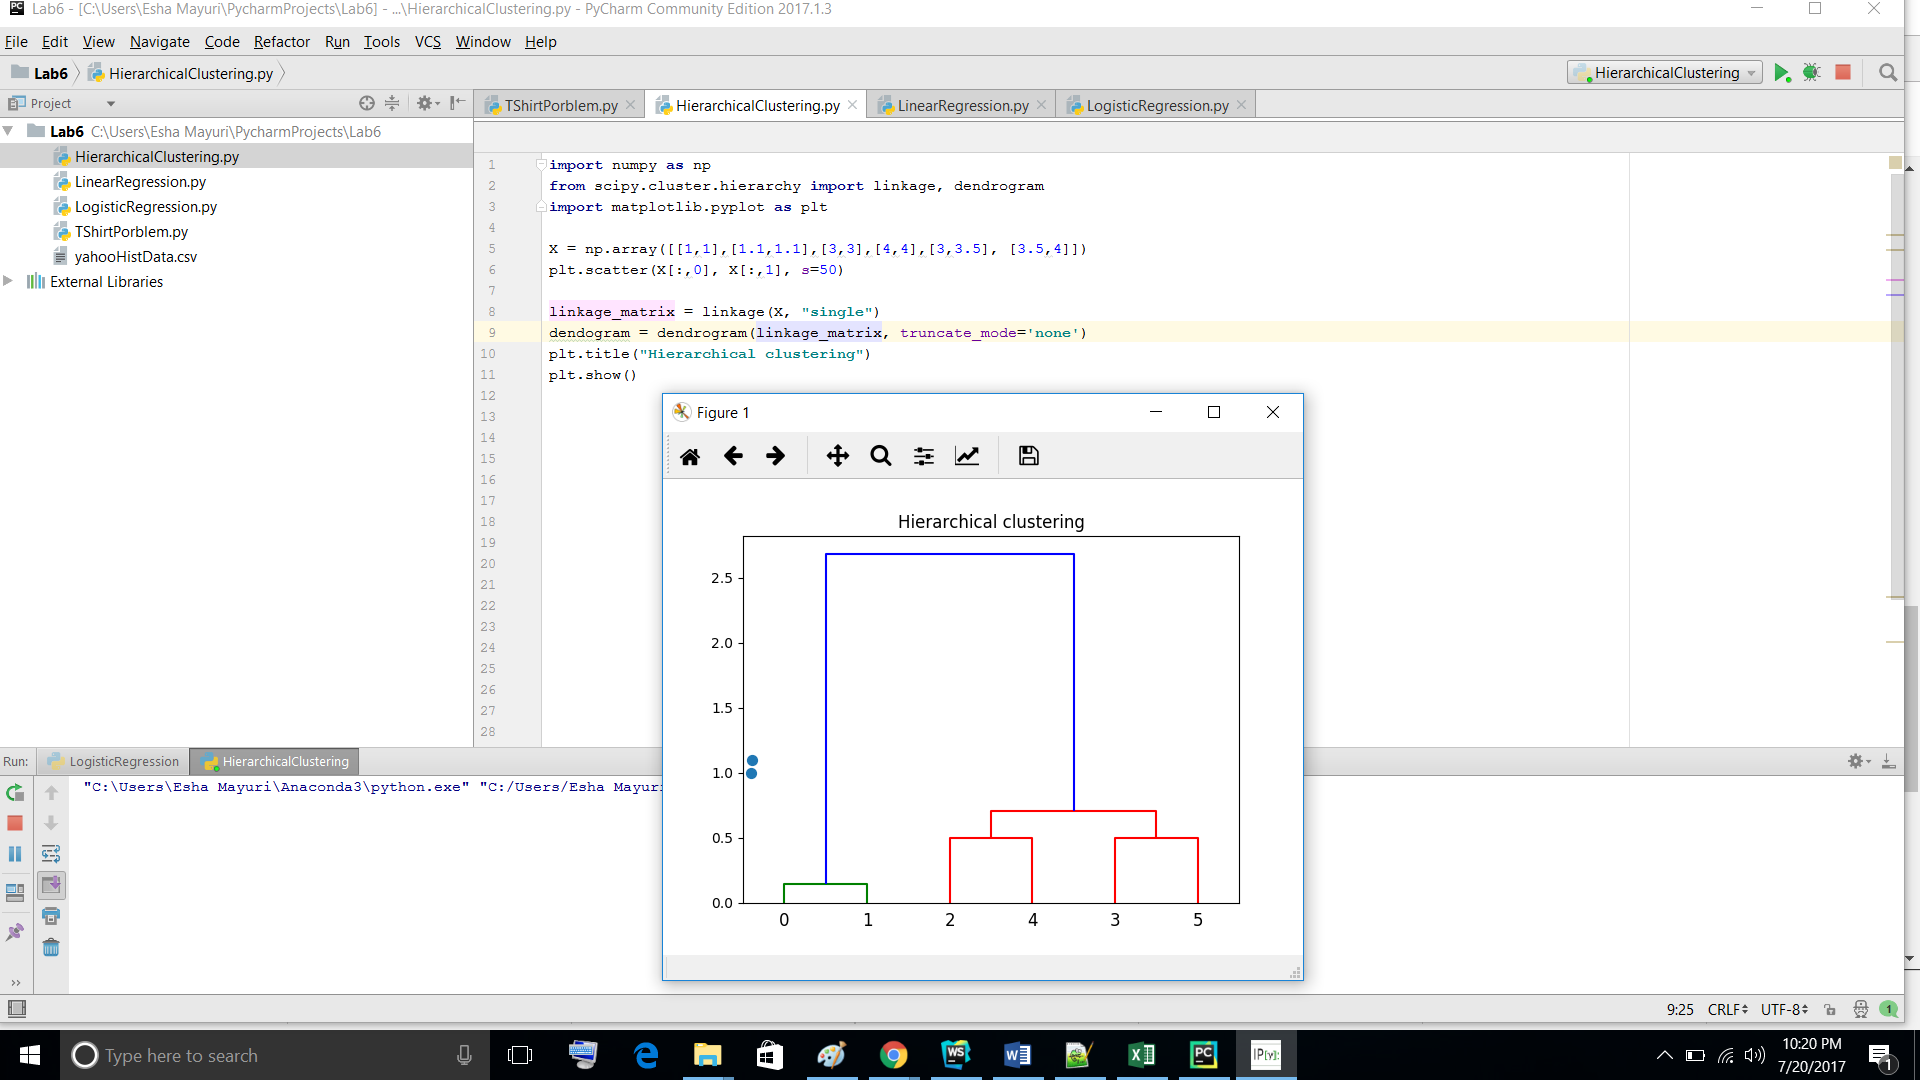 PC Lab6 - [C:\Users\Esha Mayuri\PycharmProjects\Lab6] - ...\HierarchicalClustering.py - PyCharm Community Edition 2017.1.3
File Edit View Navigate Code Refactor Run Tools VCS Window Help
Lab6 HierarchicalClustering.py HierarchicalClustering
Project TShirtPorblem.py HierarchicalClustering.py LinearRegression.py LogisticRegression.py
Lab6 C:\Users\Esha Mayuri\PycharmProjects\Lab6
HierarchicalClustering.py
LinearRegression.py
LogisticRegression.py
TShirtPorblem.py
yahooHistData.csv
External Libraries
1 import numpy as np
2 from scipy.cluster.hierarchy import linkage, dendrogram
3 import matplotlib.pyplot as plt
4
5 X = np.array([[1,1],[1.1,1.1],[3,3],[4,4],[3,3.5], [3.5,4]])
6 plt.scatter(X[:,0], X[:,1], s=50)
7
8 linkage_matrix = linkage(X, "single")
9 dendogram = dendrogram(linkage_matrix, truncate_mode='none')
10 plt.title("Hierarchical clustering")
11 plt.show()
12
13
14
15
16
17
18
19
20
21
22
23
24
25
26
27
28
Figure 1
Hierarchical clustering
2.5
2.0
1.5
1.0
0.5
0.0
0 1 2 4 3 5
Run: LogisticRegression HierarchicalClustering
"C:\Users\Esha Mayuri\Anaconda3\python.exe" "C:/Users/Esha Mayuri
9:25 CRLF UTF-8 1
Type here to search
WS
PC
IP[y]:
10:20 PM
7/20/2017
1